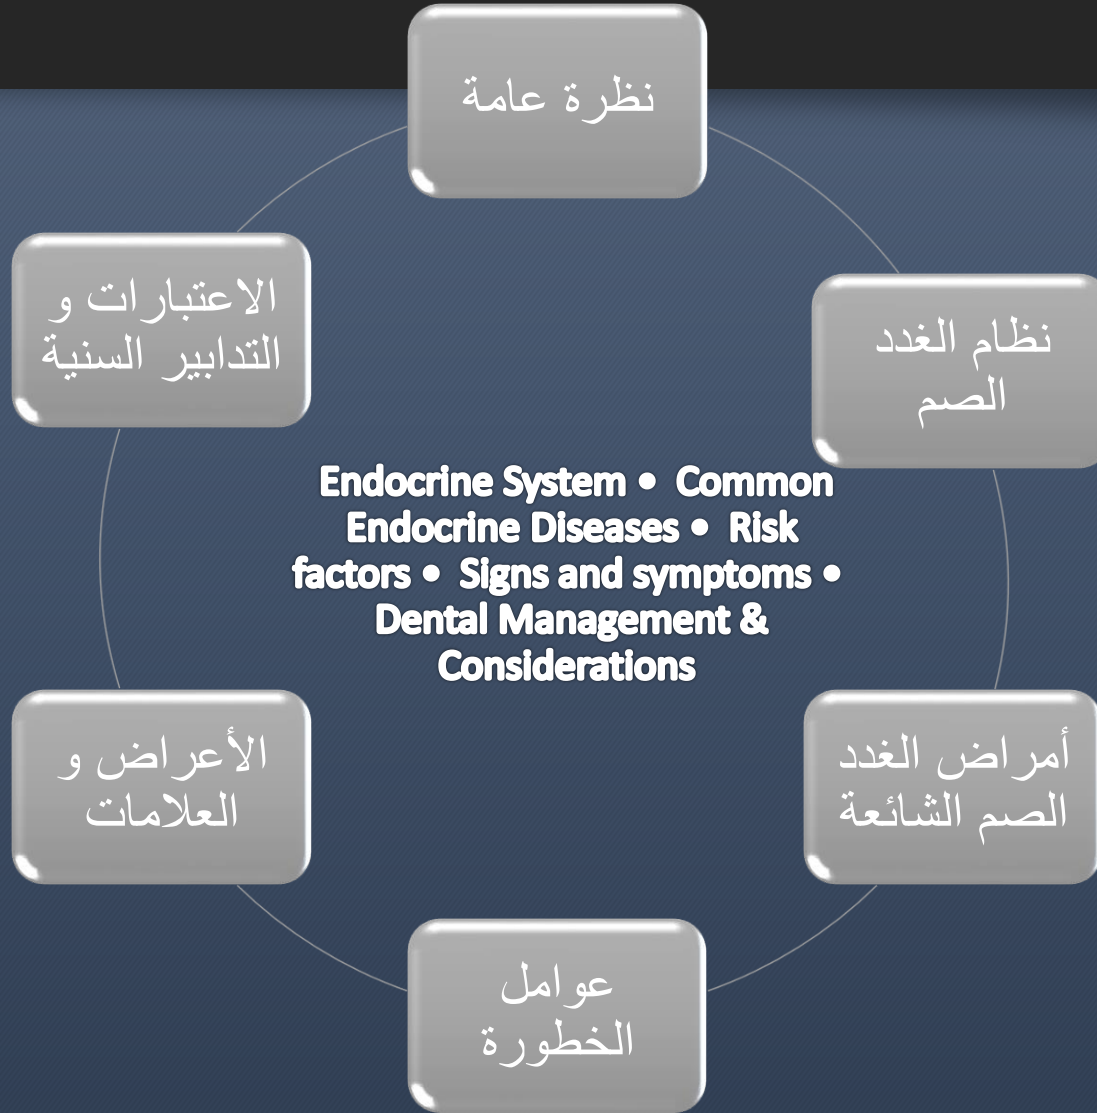 نظرة عامة
نظام الغدد
الصم
أمراض الغدد
الصم الشائعة
عوامل
الخطورة
الأعراض و
العلامات
الاعتبارات و
التدابير السنية
Endocrine System • Common
Endocrine Diseases • Risk
factors • Signs and symptoms •
Dental Management &
Considerations